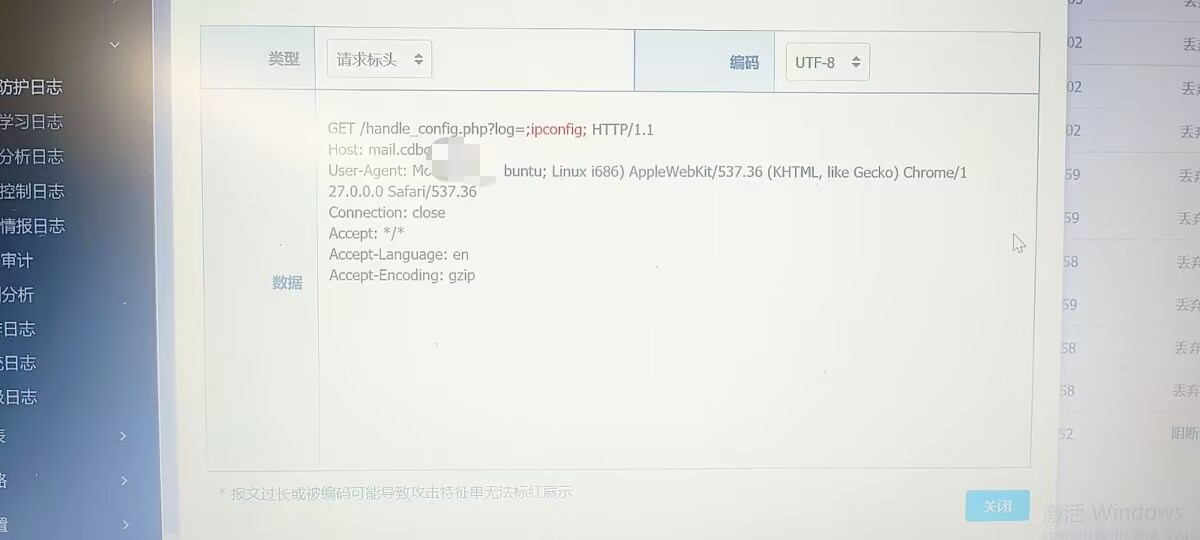 类型
请求标头
编码
UTF-8
防护日志
学习日志
分析日志
控制日志
情报日志
审计
分析
日志
日志
日志
数据
GET /handle_config.php?log=;ipconfig; HTTP/1.1
Host: mail.cdb
User-Agent: Mo buntu; Linux i686) AppleWebKit/537.36 (KHTML, like Gecko) Chrome/1
27.0.0.0 Safari/537.36
Connection: close
Accept: */*
Accept-Language: en
Accept-Encoding: gzip
* 报文过长或被编码可能导致攻击特征串无法标红展示
关闭
02 丢弃
02 丢弃
02 丢弃
59 丢弃
59 丢弃
58 丢弃
59 丢弃
58 丢弃
58 丢弃
52 阻断
激活 Windows